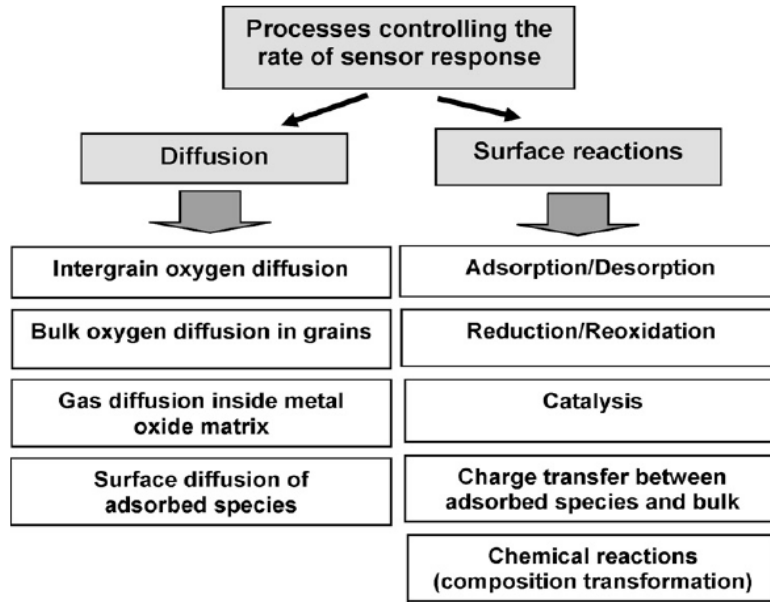 Processes controlling the
rate of sensor response
Diffusion
Surface reactions
Intergrain oxygen diffusion
Bulk oxygen diffusion in grains
Gas diffusion inside metal
oxide matrix
Surface diffusion of
adsorbed species
Adsorption/Desorption
Reduction/Reoxidation
Catalysis
Charge transfer between
adsorbed species and bulk
Chemical reactions
(composition transformation)